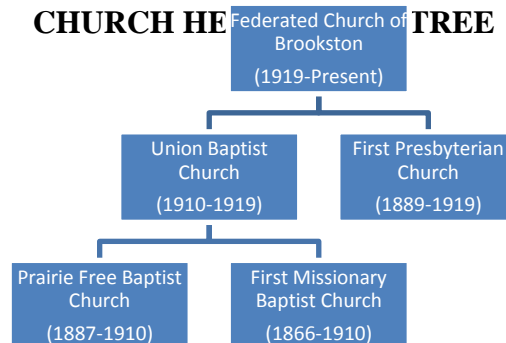 CHURCH HE TREE
Federated Church of
Brookston
(1919-Present)
Union Baptist
Church
(1910-1919)
First Presbyterian
Church
(1889-1919)
Prairie Free Baptist
Church
(1887-1910)
First Missionary
Baptist Church
(1866-1910)